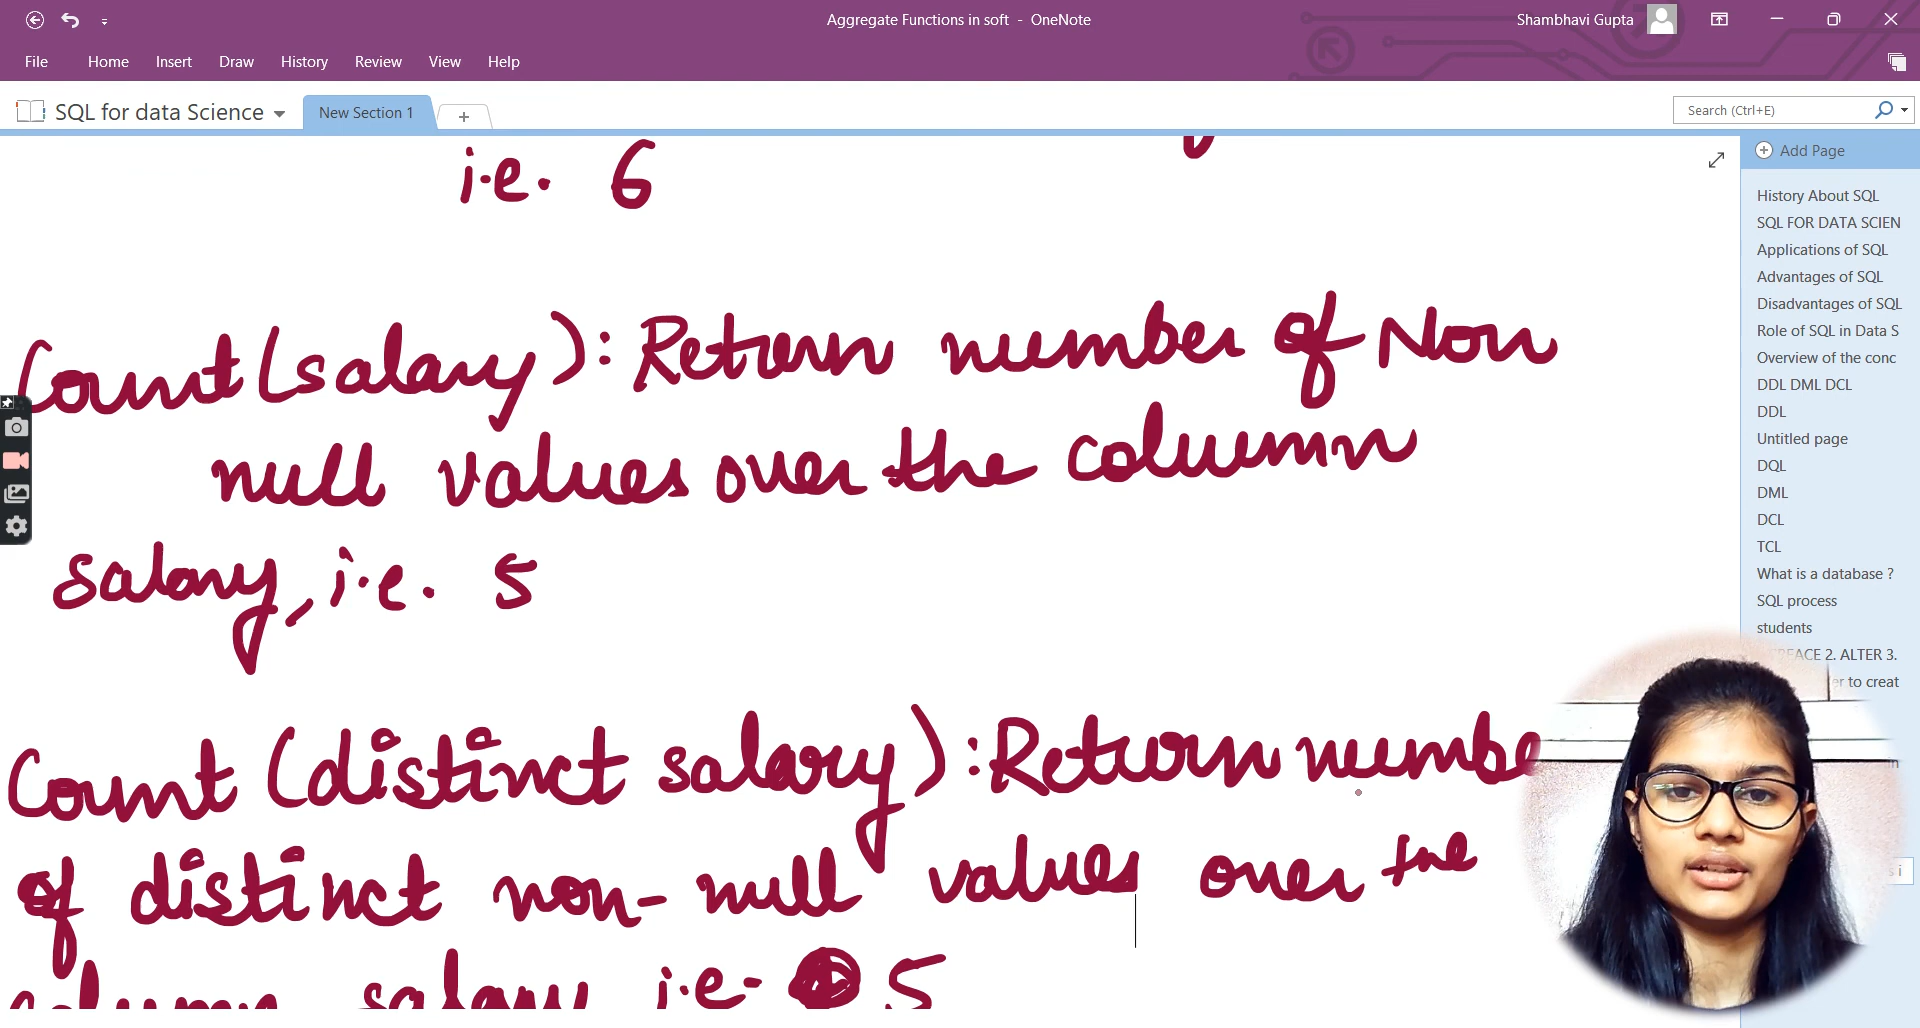 Aggregate Functions in soft - OneNote
Shambhavi Gupta
File Home Insert Draw History Review View Help
SQL for data Science
New Section 1
+
Search (Ctrl+E)
Add Page
i.e. 6
Count (salary): Return number of Non
null values over the column
salary, i.e. 5
Count (distinct salary): Return numbe
of distinct non-null values over the
column salary i.e- 5
History About SQL
SQL FOR DATA SCIEN
Applications of SQL
Advantages of SQL
Disadvantages of SQL
Role of SQL in Data S
Overview of the conc
DDL DML DCL
DDL
Untitled page
DQL
DML
DCL
TCL
What is a database ?
SQL process
students
2. ALTER 3.
to creat